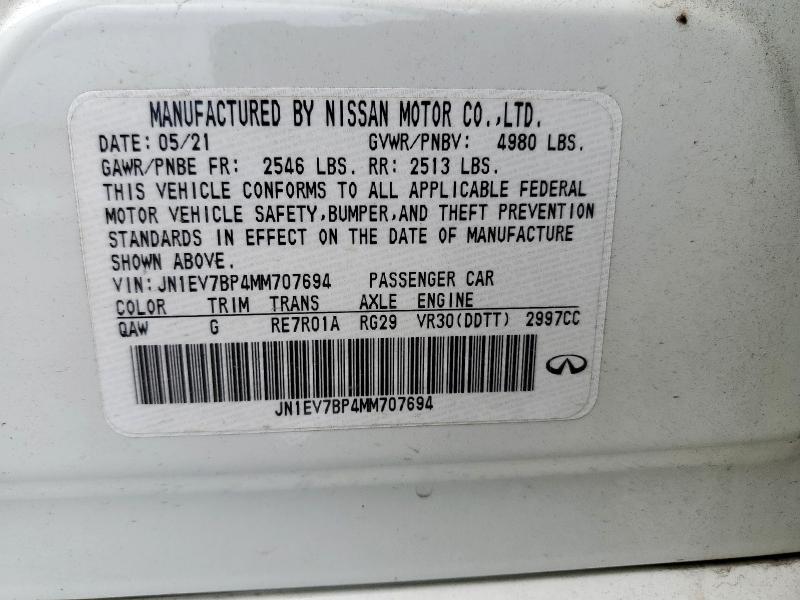 MANUFACTURED BY NISSAN MOTOR CO.,LTD.
DATE: 05/21 GVWR/PNBV: 4980 LBS.
GAWR/PNBE FR: 2546 LBS. RR: 2513 LBS.
THIS VEHICLE CONFORMS TO ALL APPLICABLE FEDERAL
MOTOR VEHICLE SAFETY,BUMPER,AND THEFT PREVENTION
STANDARDS IN EFFECT ON THE DATE OF MANUFACTURE
SHOWN ABOVE.
VIN:JN1EV7BP4MM707694 PASSENGER CAR
COLOR TRIM TRANS AXLE ENGINE
QAW G RE7R01A RG29 VR30(DDTT) 2997CC
JN1EV7BP4MM707694